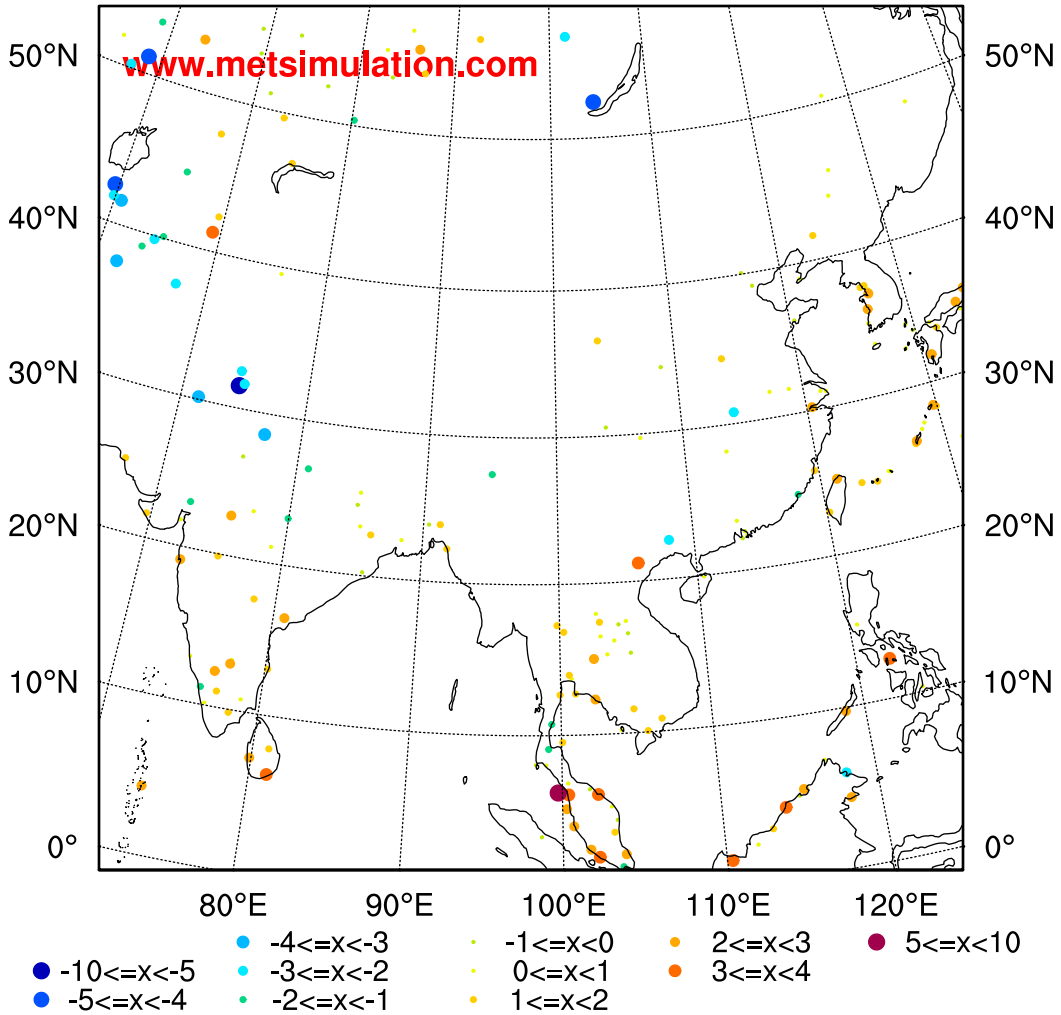 50°N 50°N
www.metsimulation.com
40°N 40°N
30°N 30°N
20°N 20°N
10°N 10°N
0° 0°
80°E 90°E 100°E 110°E 120°E
-4<=x<-3 -1<=x<0 2<=x<3 5<=x<10
-10<=x<-5 -3<=x<-2 0<=x<1 3<=x<4
-5<=x<-4 -2<=x<-1 1<=x<2